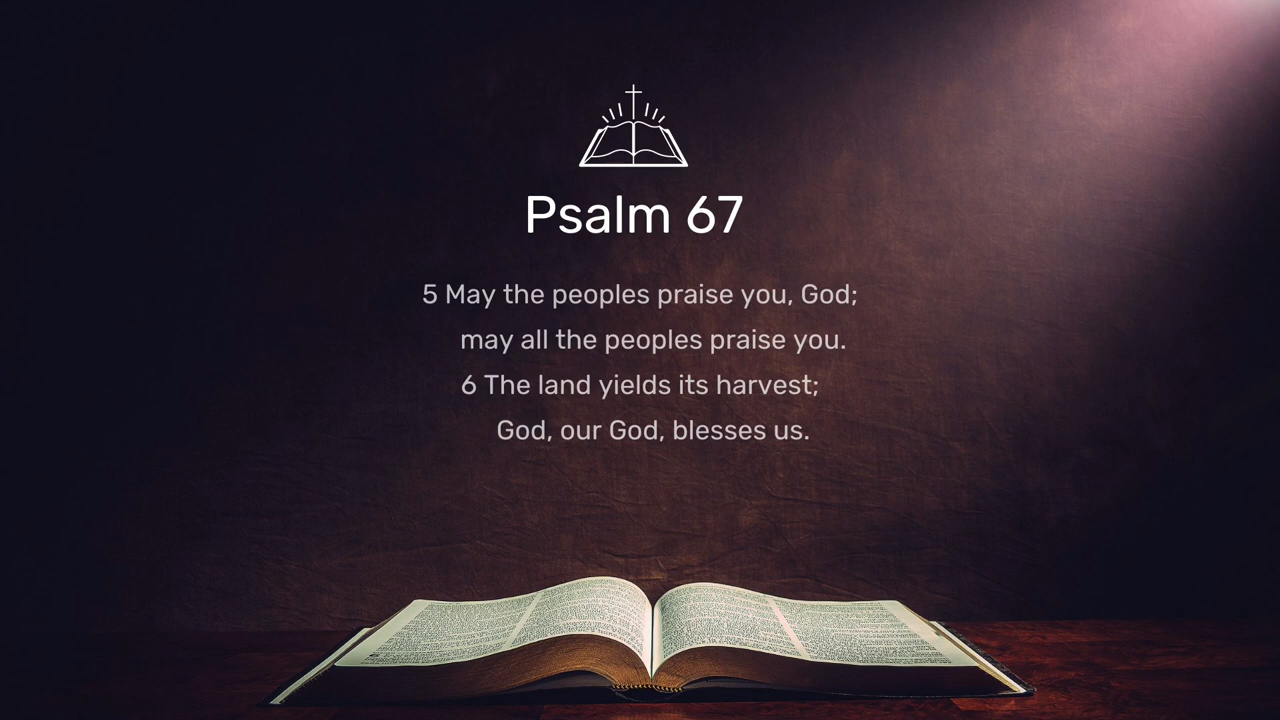 Psalm 67
5 May the peoples praise you, God;
may all the peoples praise you.
6 The land yields its harvest;
God, our God, blesses us.